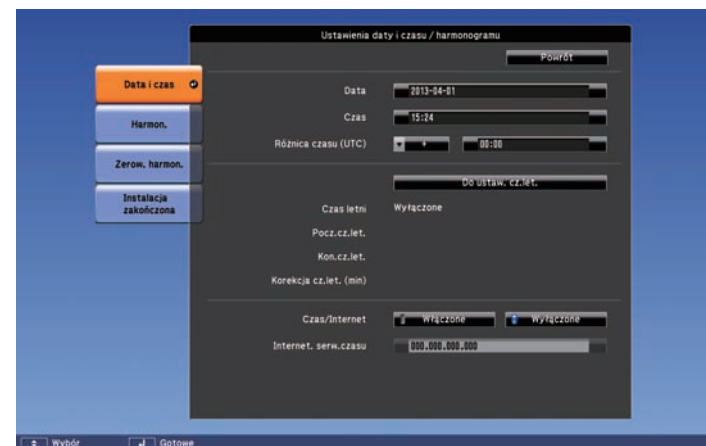 Ustawienia daty i czasu / harmonogramu
Powrót
Data i czas
Harmon.
Zerow. harmon.
Instalacja
zakończona
Data 2013-04-01
Czas 15:24
Różnica czasu (UTC) + 00:00
Do ustaw. cz.let.
Czas letni Wyłączone
Pocz.cz.let.
Kon.cz.let.
Korekcja cz.let. (min)
Czas/Internet Włączone Wyłączone
Internet. serw.czasu 000.000.000.000
Wybór Gotowe